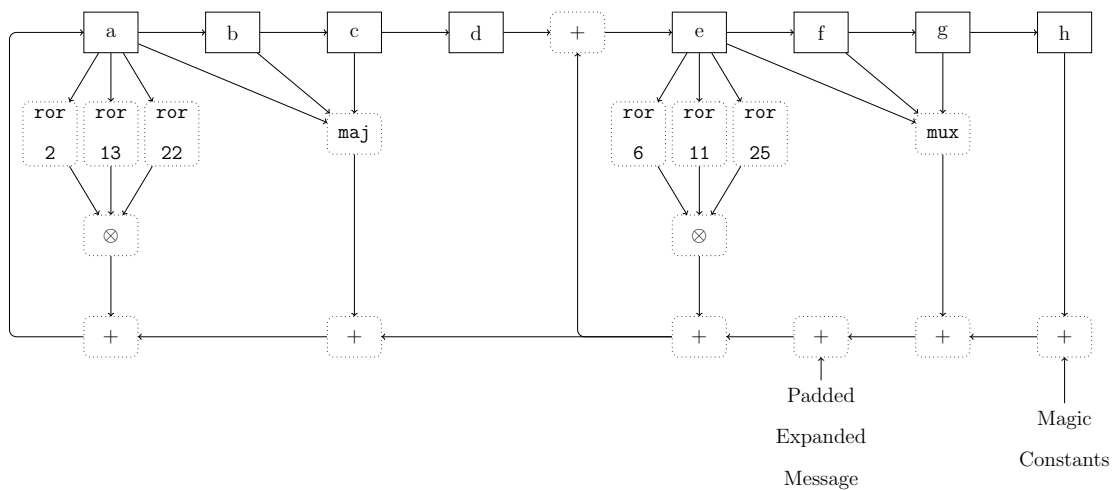 a b c d + e f g h
ror ror ror ror ror ror
maj mux
2 13 22 6 11 25
⊗ ⊗
+ + + + + +
Padded
Expanded
Message
Magic
Constants